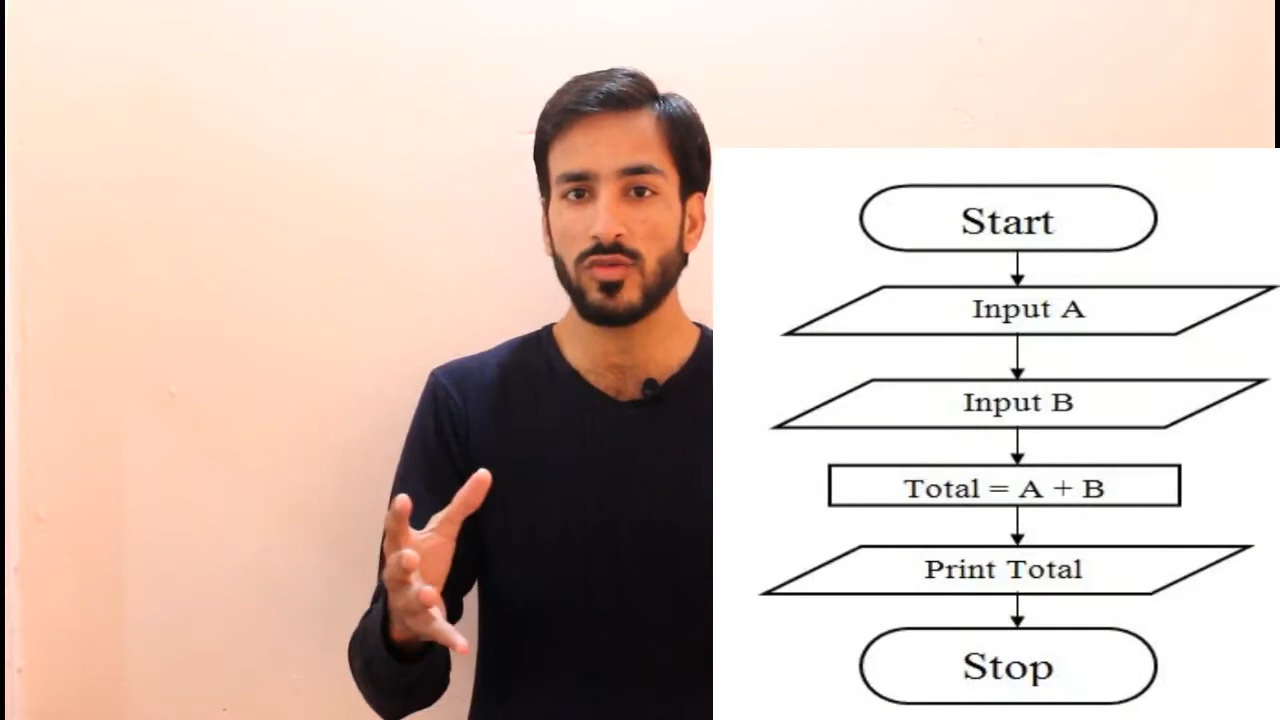 Start
Input A
Input B
Total = A + B
Print Total
Stop